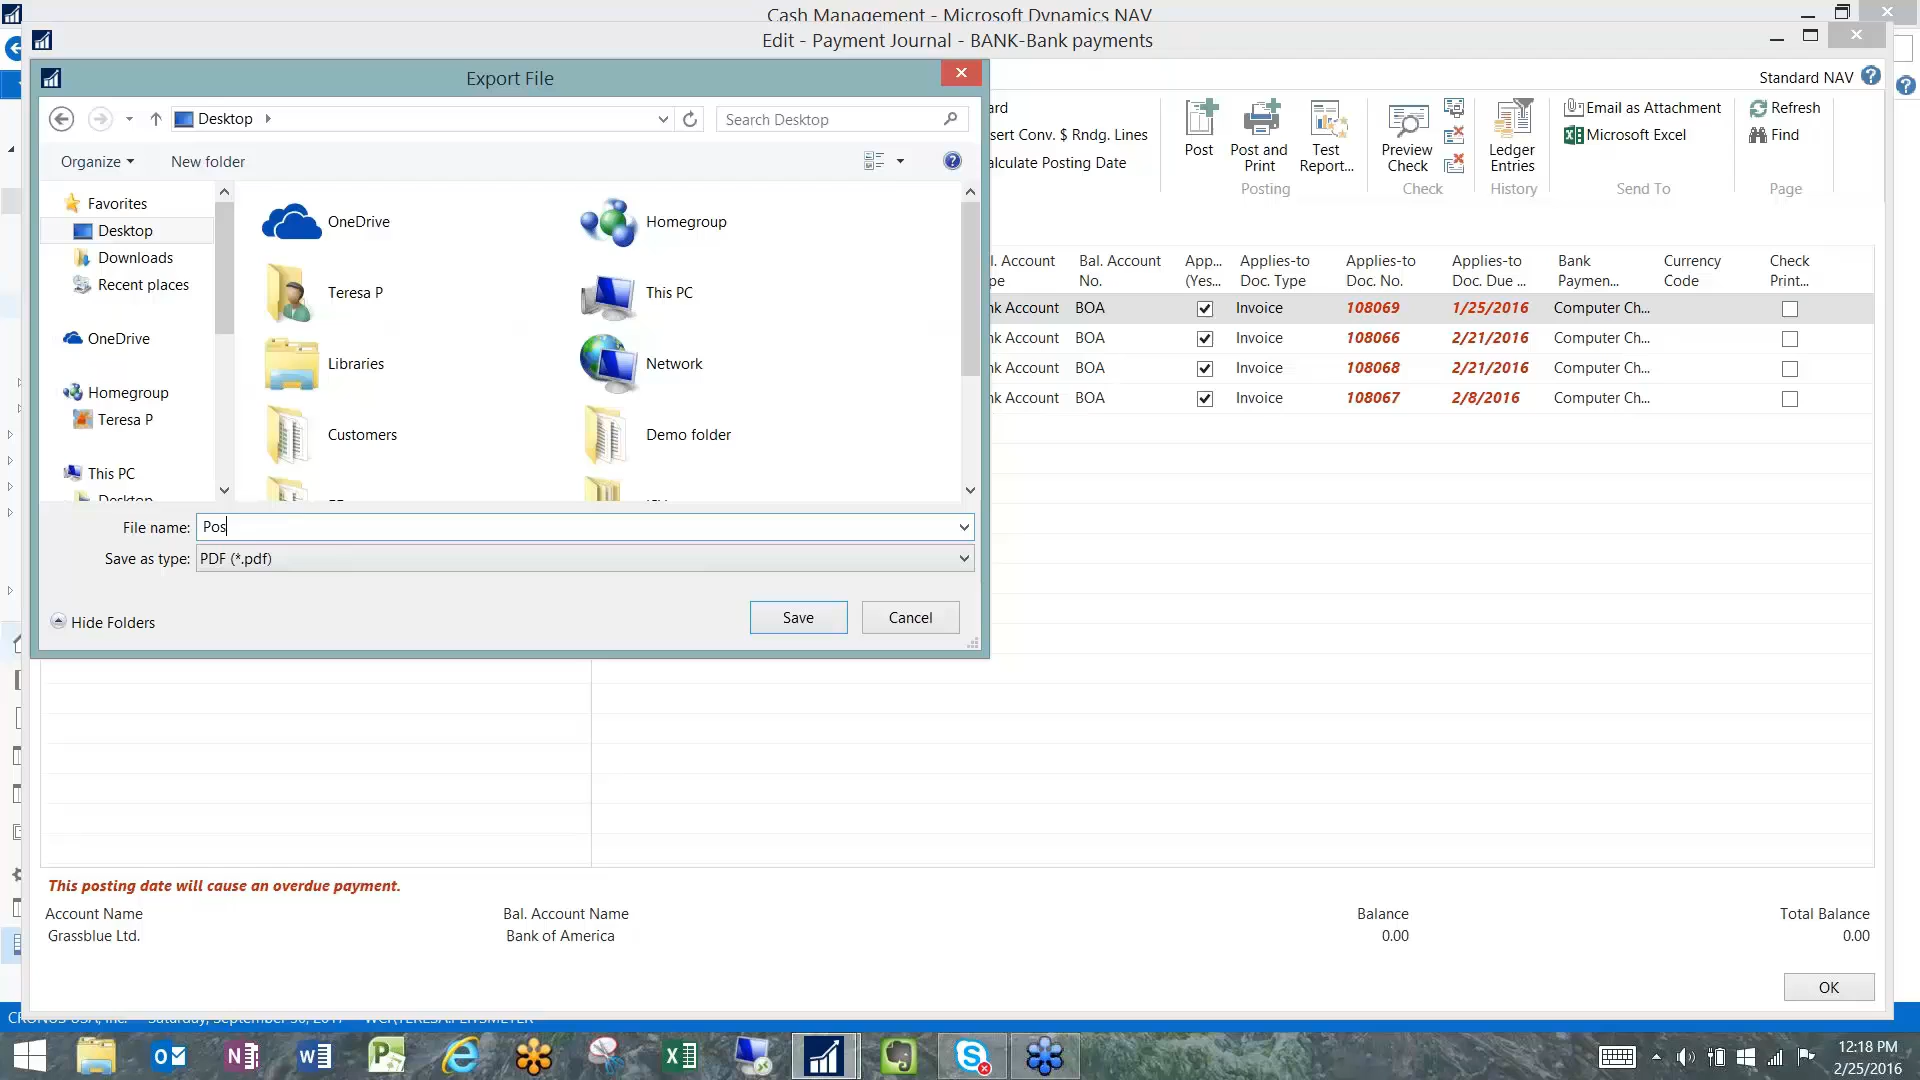 Cash Management - Microsoft Dynamics NAV
Edit - Payment Journal - BANK-Bank payments
Export File
Standard NAV
Desktop
Search Desktop
Organize
New folder
Favorites
Desktop
Downloads
Recent places
OneDrive
Homegroup
Teresa P
This PC
Desktop
OneDrive
Homegroup
Teresa P
This PC
Libraries
Network
Customers
Demo folder
File name: Pos
Save as type: PDF (*.pdf)
Hide Folders
Save
Cancel
ard
sert Conv. $ Rndg. Lines
alculate Posting Date
Post
Post and Print
Test Report...
Posting
Preview Check
Check
Ledger Entries
History
Email as Attachment
Microsoft Excel
Send To
Refresh
Find
Page
l. Account pe
Bal. Account No.
App... (Yes...
Applies-to Doc. Type
Applies-to Doc. No.
Applies-to Doc. Due ...
Bank Paymen...
Currency Code
Check Print...
nk Account BOA Invoice 108069 1/25/2016 Computer Ch...
nk Account BOA Invoice 108066 2/21/2016 Computer Ch...
nk Account BOA Invoice 108068 2/21/2016 Computer Ch...
nk Account BOA Invoice 108067 2/8/2016 Computer Ch...
This posting date will cause an overdue payment.
Account Name
Bal. Account Name
Balance
Total Balance
Grassblue Ltd.
Bank of America
0.00
0.00
OK
12:18 PM
2/25/2016